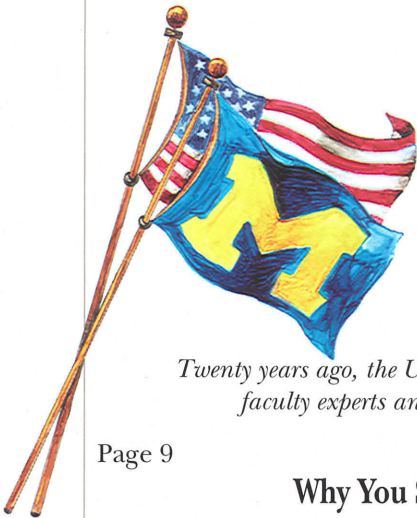 M
Twenty years ago, the U
faculty experts an
Page 9
Why You S